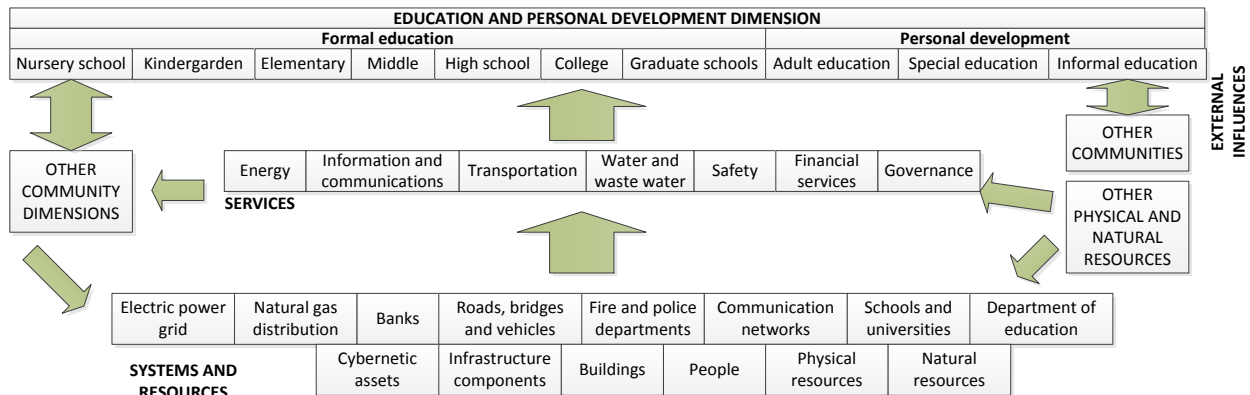 EDUCATION AND PERSONAL DEVELOPMENT DIMENSION
Formal education
Personal development
Nursery school
Kindergarden
Elementary
Middle
High school
College
Graduate schools
Adult education
Special education
Informal education
EXTERNAL
INFLUENCES
OTHER
COMMUNITY
DIMENSIONS
Energy
Information and
communications
Transportation
Water and
waste water
Safety
Financial
services
Governance
SERVICES
OTHER
COMMUNITIES
OTHER
PHYSICAL AND
NATURAL
RESOURCES
Electric power
grid
Natural gas
distribution
Banks
Roads, bridges
and vehicles
Fire and police
departments
Communication
networks
Schools and
universities
Department of
education
Cybernetic
assets
Infrastructure
components
Buildings
People
Physical
resources
Natural
resources
SYSTEMS AND
RESOURCES